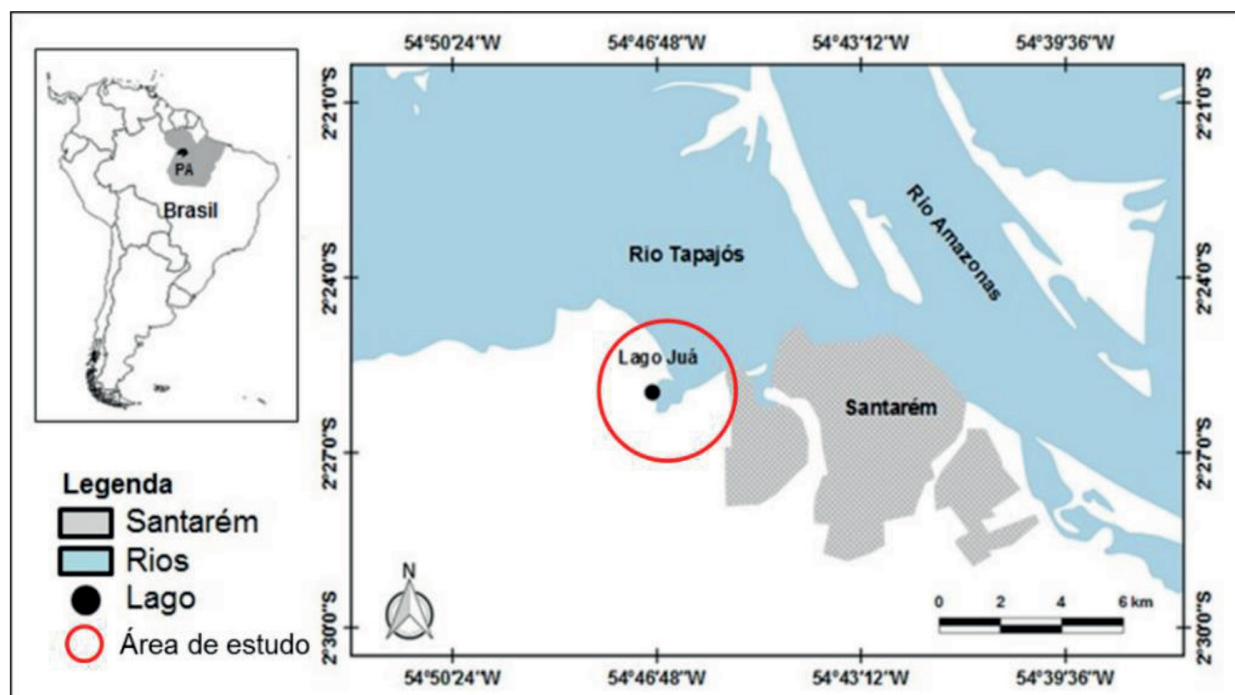 54°50'24"W 54°46'48"W 54°43'12"W 54°39'36"W
2°21'0"S 2°21'0"S
PA
Brasil
Rio Amazonas
Rio Tapajós
2°24'0"S 2°24'0"S
Lago Juá
Santarém
2°27'0"S 2°27'0"S
Legenda
Santarém
Rios
Lago
Área de estudo
N
0 2 4 6 km
2°30'0"S 2°30'0"S
54°50'24"W 54°46'48"W 54°43'12"W 54°39'36"W